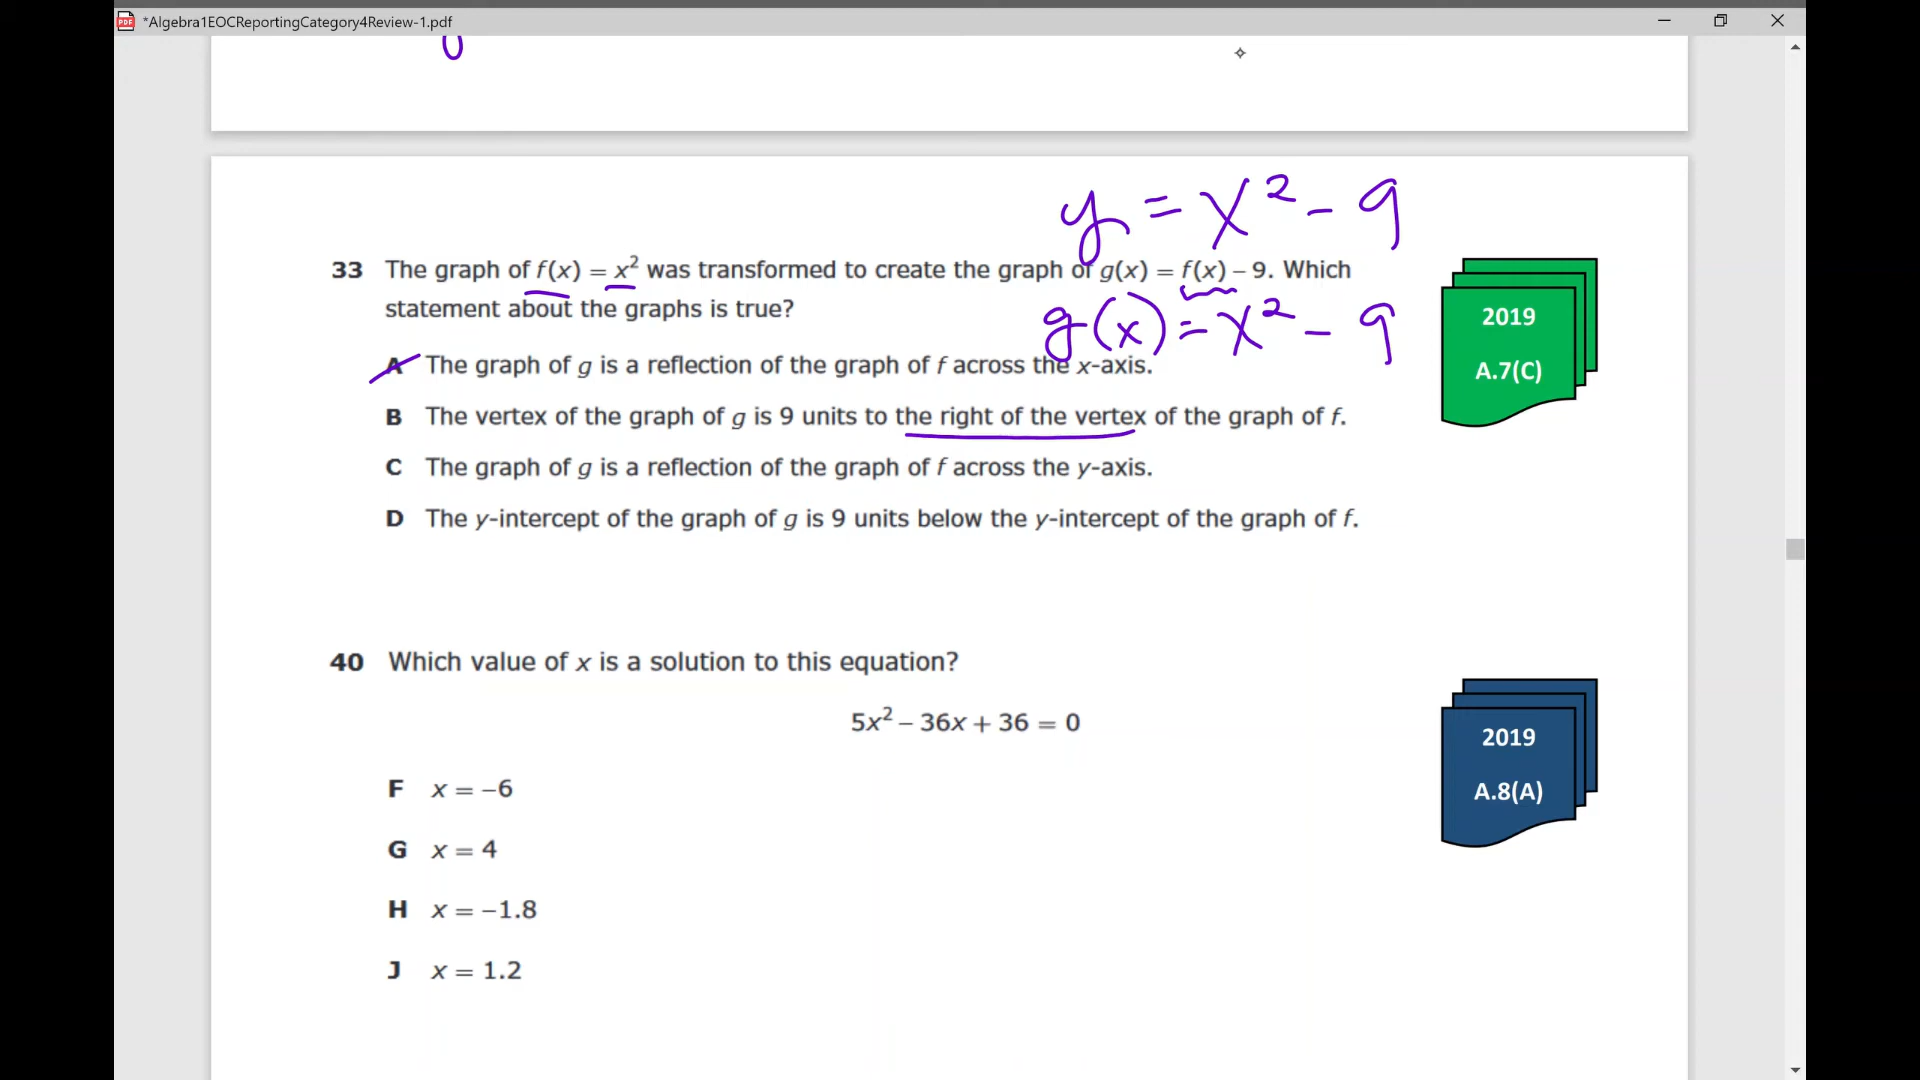 *Algebra1EOCReportingCategory4Review-1.pdf
y = x² - 9
33 The graph of f(x) = x² was transformed to create the graph of g(x) = f(x) – 9. Which
statement about the graphs is true?
g(x) = x² - 9
A The graph of g is a reflection of the graph of f across the x-axis.
B The vertex of the graph of g is 9 units to the right of the vertex of the graph of f.
C The graph of g is a reflection of the graph of f across the y-axis.
D The y-intercept of the graph of g is 9 units below the y-intercept of the graph of f.
2019
A.7(C)
40 Which value of x is a solution to this equation?
5x² – 36x + 36 = 0
F x = –6
G x = 4
H x = –1.8
J x = 1.2
2019
A.8(A)